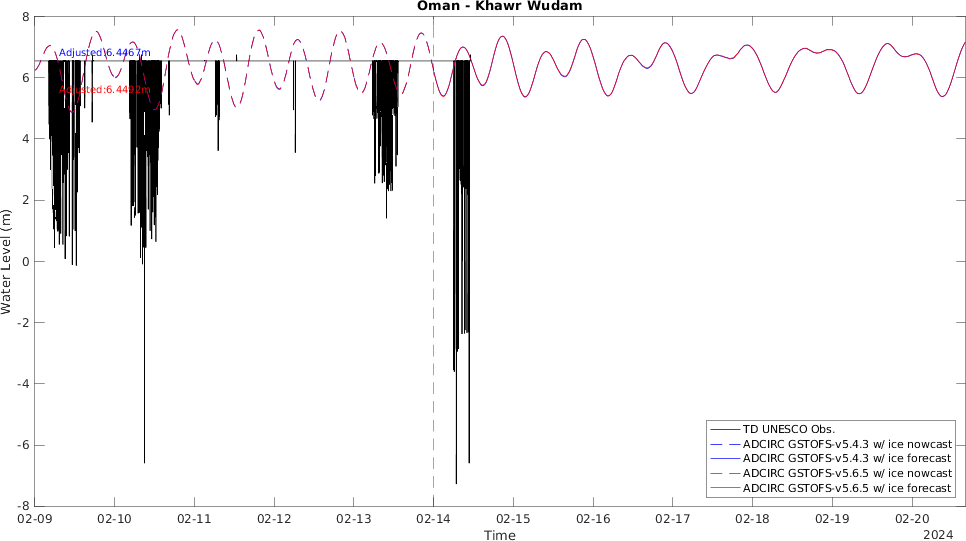 Oman - Khawr Wudam
8
6
4
2
0
-2
-4
-6
-8
Water Level (m)
Adjusted:6.4467m
Adjusted:6.4492m
TD UNESCO Obs.
ADCIRC GSTOFS-v5.4.3 w/ ice nowcast
ADCIRC GSTOFS-v5.4.3 w/ ice forecast
ADCIRC GSTOFS-v5.6.5 w/ ice nowcast
ADCIRC GSTOFS-v5.6.5 w/ ice forecast
02-09 02-10 02-11 02-12 02-13 02-14 02-15 02-16 02-17 02-18 02-19 02-20
Time
2024